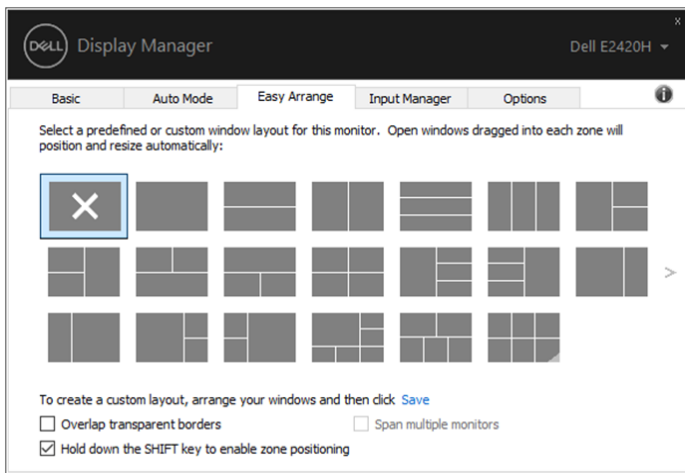 x
DELL Display Manager Dell E2420H
Basic Auto Mode Easy Arrange Input Manager Options
Select a predefined or custom window layout for this monitor. Open windows dragged into each zone will
position and resize automatically:
>
To create a custom layout, arrange your windows and then click Save
Overlap transparent borders Span multiple monitors
Hold down the SHIFT key to enable zone positioning